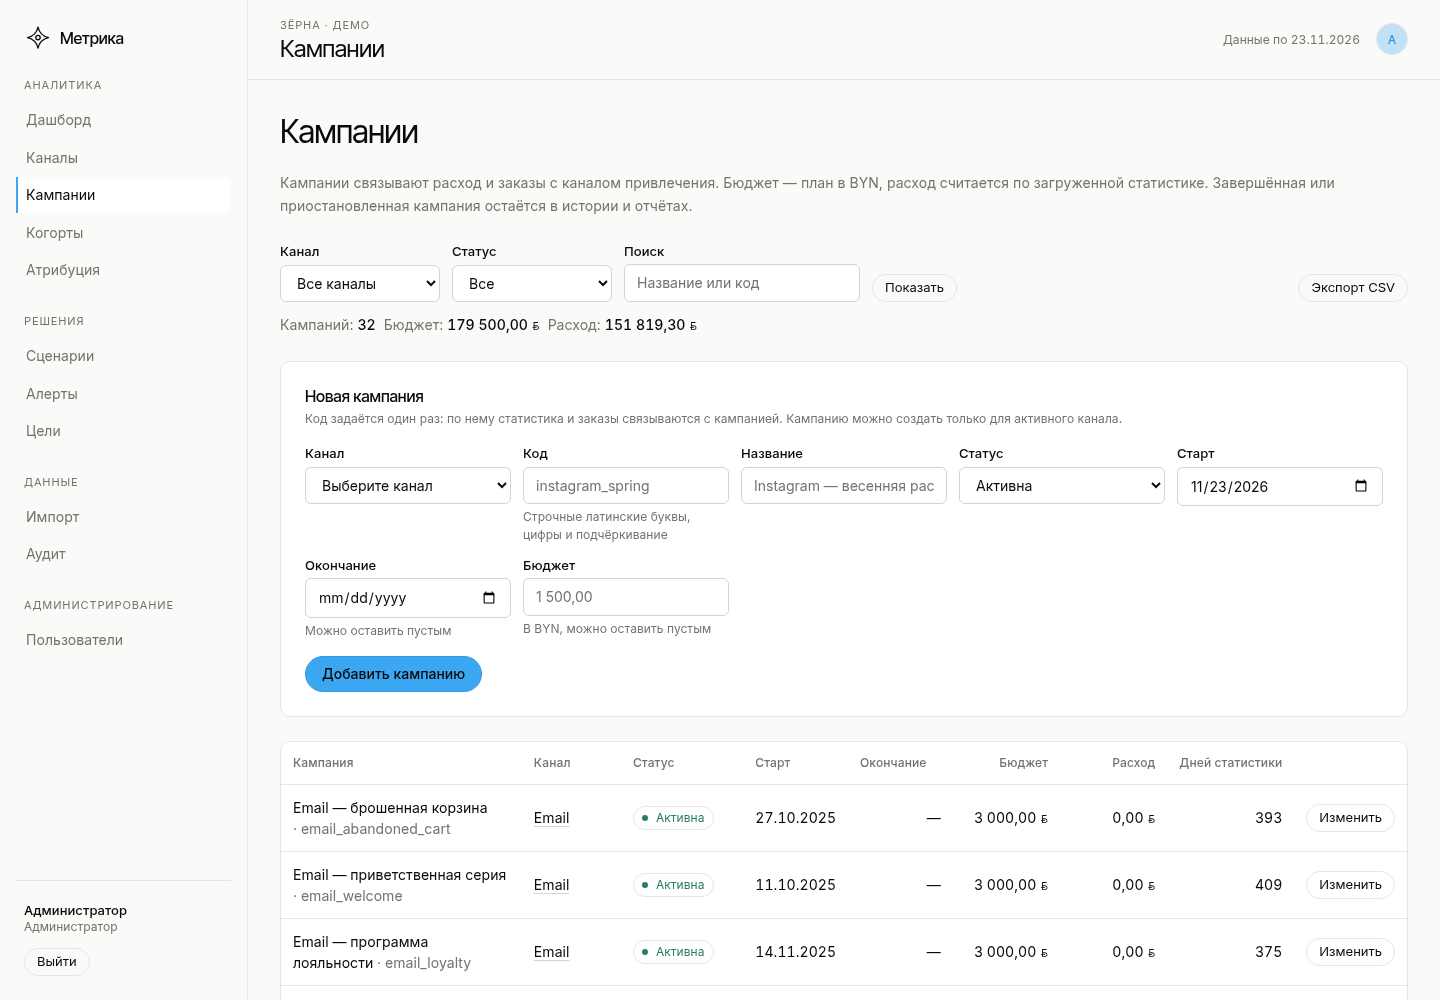 Метрика
АНАЛИТИКА
Дашборд
Каналы
Кампании
Когорты
Атрибуция
РЕШЕНИЯ
Сценарии
Алерты
Цели
ДАННЫЕ
Импорт
Аудит
АДМИНИСТРИРОВАНИЕ
Пользователи
Администратор
Администратор
Выйти
ЗЁРНА · ДЕМО
Кампании
Данные по 23.11.2026
А
Кампании
Кампании связывают расход и заказы с каналом привлечения. Бюджет — план в BYN, расход считается по загруженной статистике. Завершённая или
приостановленная кампания остаётся в истории и отчётах.
Канал Статус Поиск
Все каналы Все Название или код Показать Экспорт CSV
Кампаний: 32 Бюджет: 179 500,00 Ƃ Расход: 151 819,30 Ƃ
Новая кампания
Код задаётся один раз: по нему статистика и заказы связываются с кампанией. Кампанию можно создать только для активного канала.
Канал Код Название Статус Старт
Выберите канал instagram_spring Instagram — весенняя рас Активна 11/23/2026
Строчные латинские буквы,
цифры и подчёркивание
Окончание Бюджет
mm/dd/yyyy 1 500,00
Можно оставить пустым В BYN, можно оставить пустым
Добавить кампанию
Кампания Канал Статус Старт Окончание Бюджет Расход Дней статистики
Email — брошенная корзина
· email_abandoned_cart Email Активна 27.10.2025 — 3 000,00 Ƃ 0,00 Ƃ 393 Изменить
Email — приветственная серия
· email_welcome Email Активна 11.10.2025 — 3 000,00 Ƃ 0,00 Ƃ 409 Изменить
Email — программа
лояльности · email_loyalty Email Активна 14.11.2025 — 3 000,00 Ƃ 0,00 Ƃ 375 Изменить